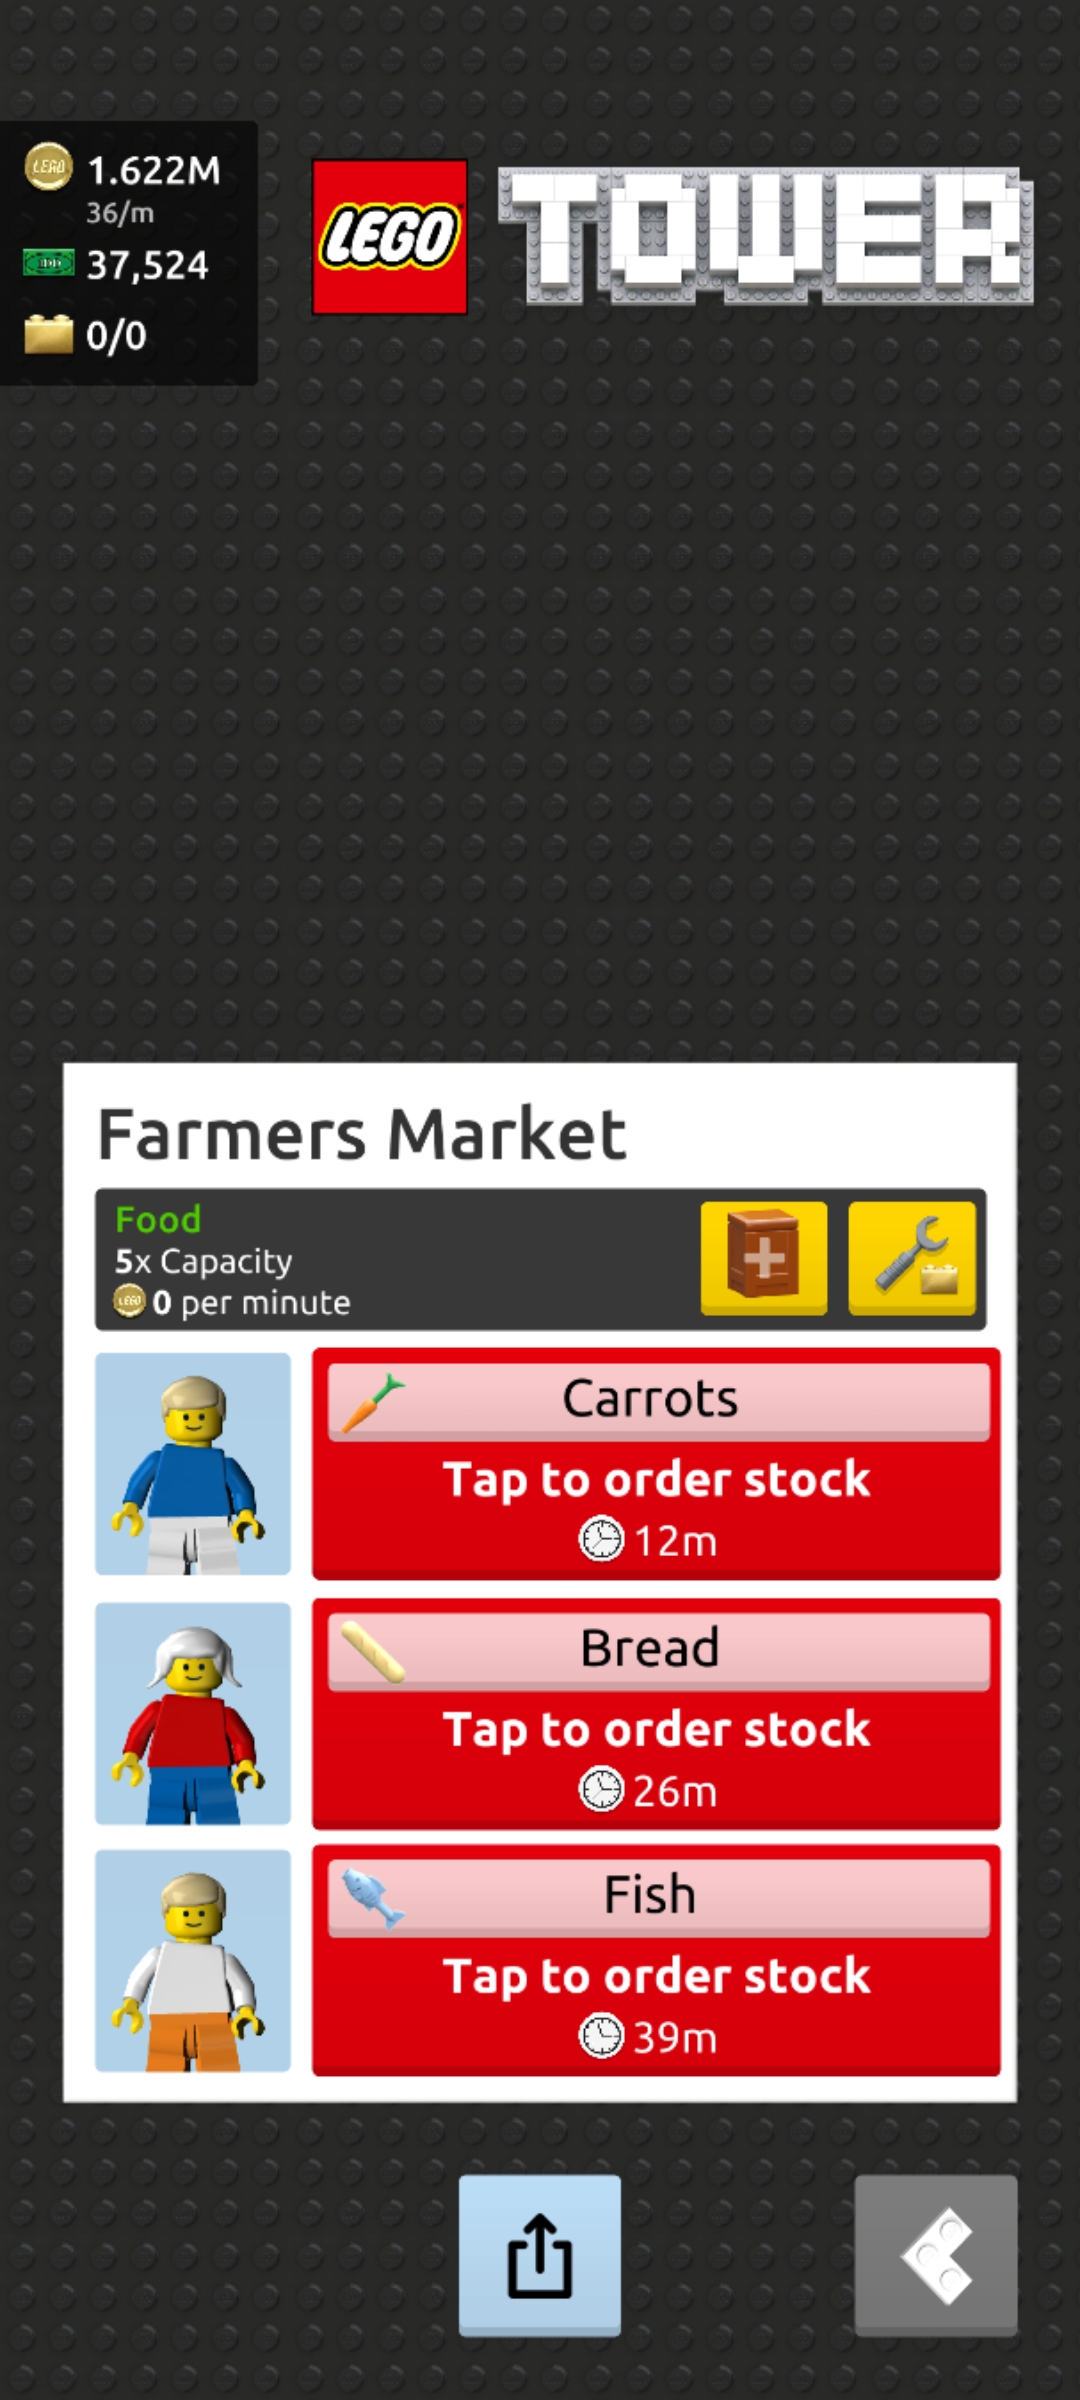 1.622M
36/m
37,524
0/0
LEGO
TOWER
Farmers Market
Food
5x Capacity
0 per minute
Carrots
Tap to order stock
12m
Bread
Tap to order stock
26m
Fish
Tap to order stock
39m